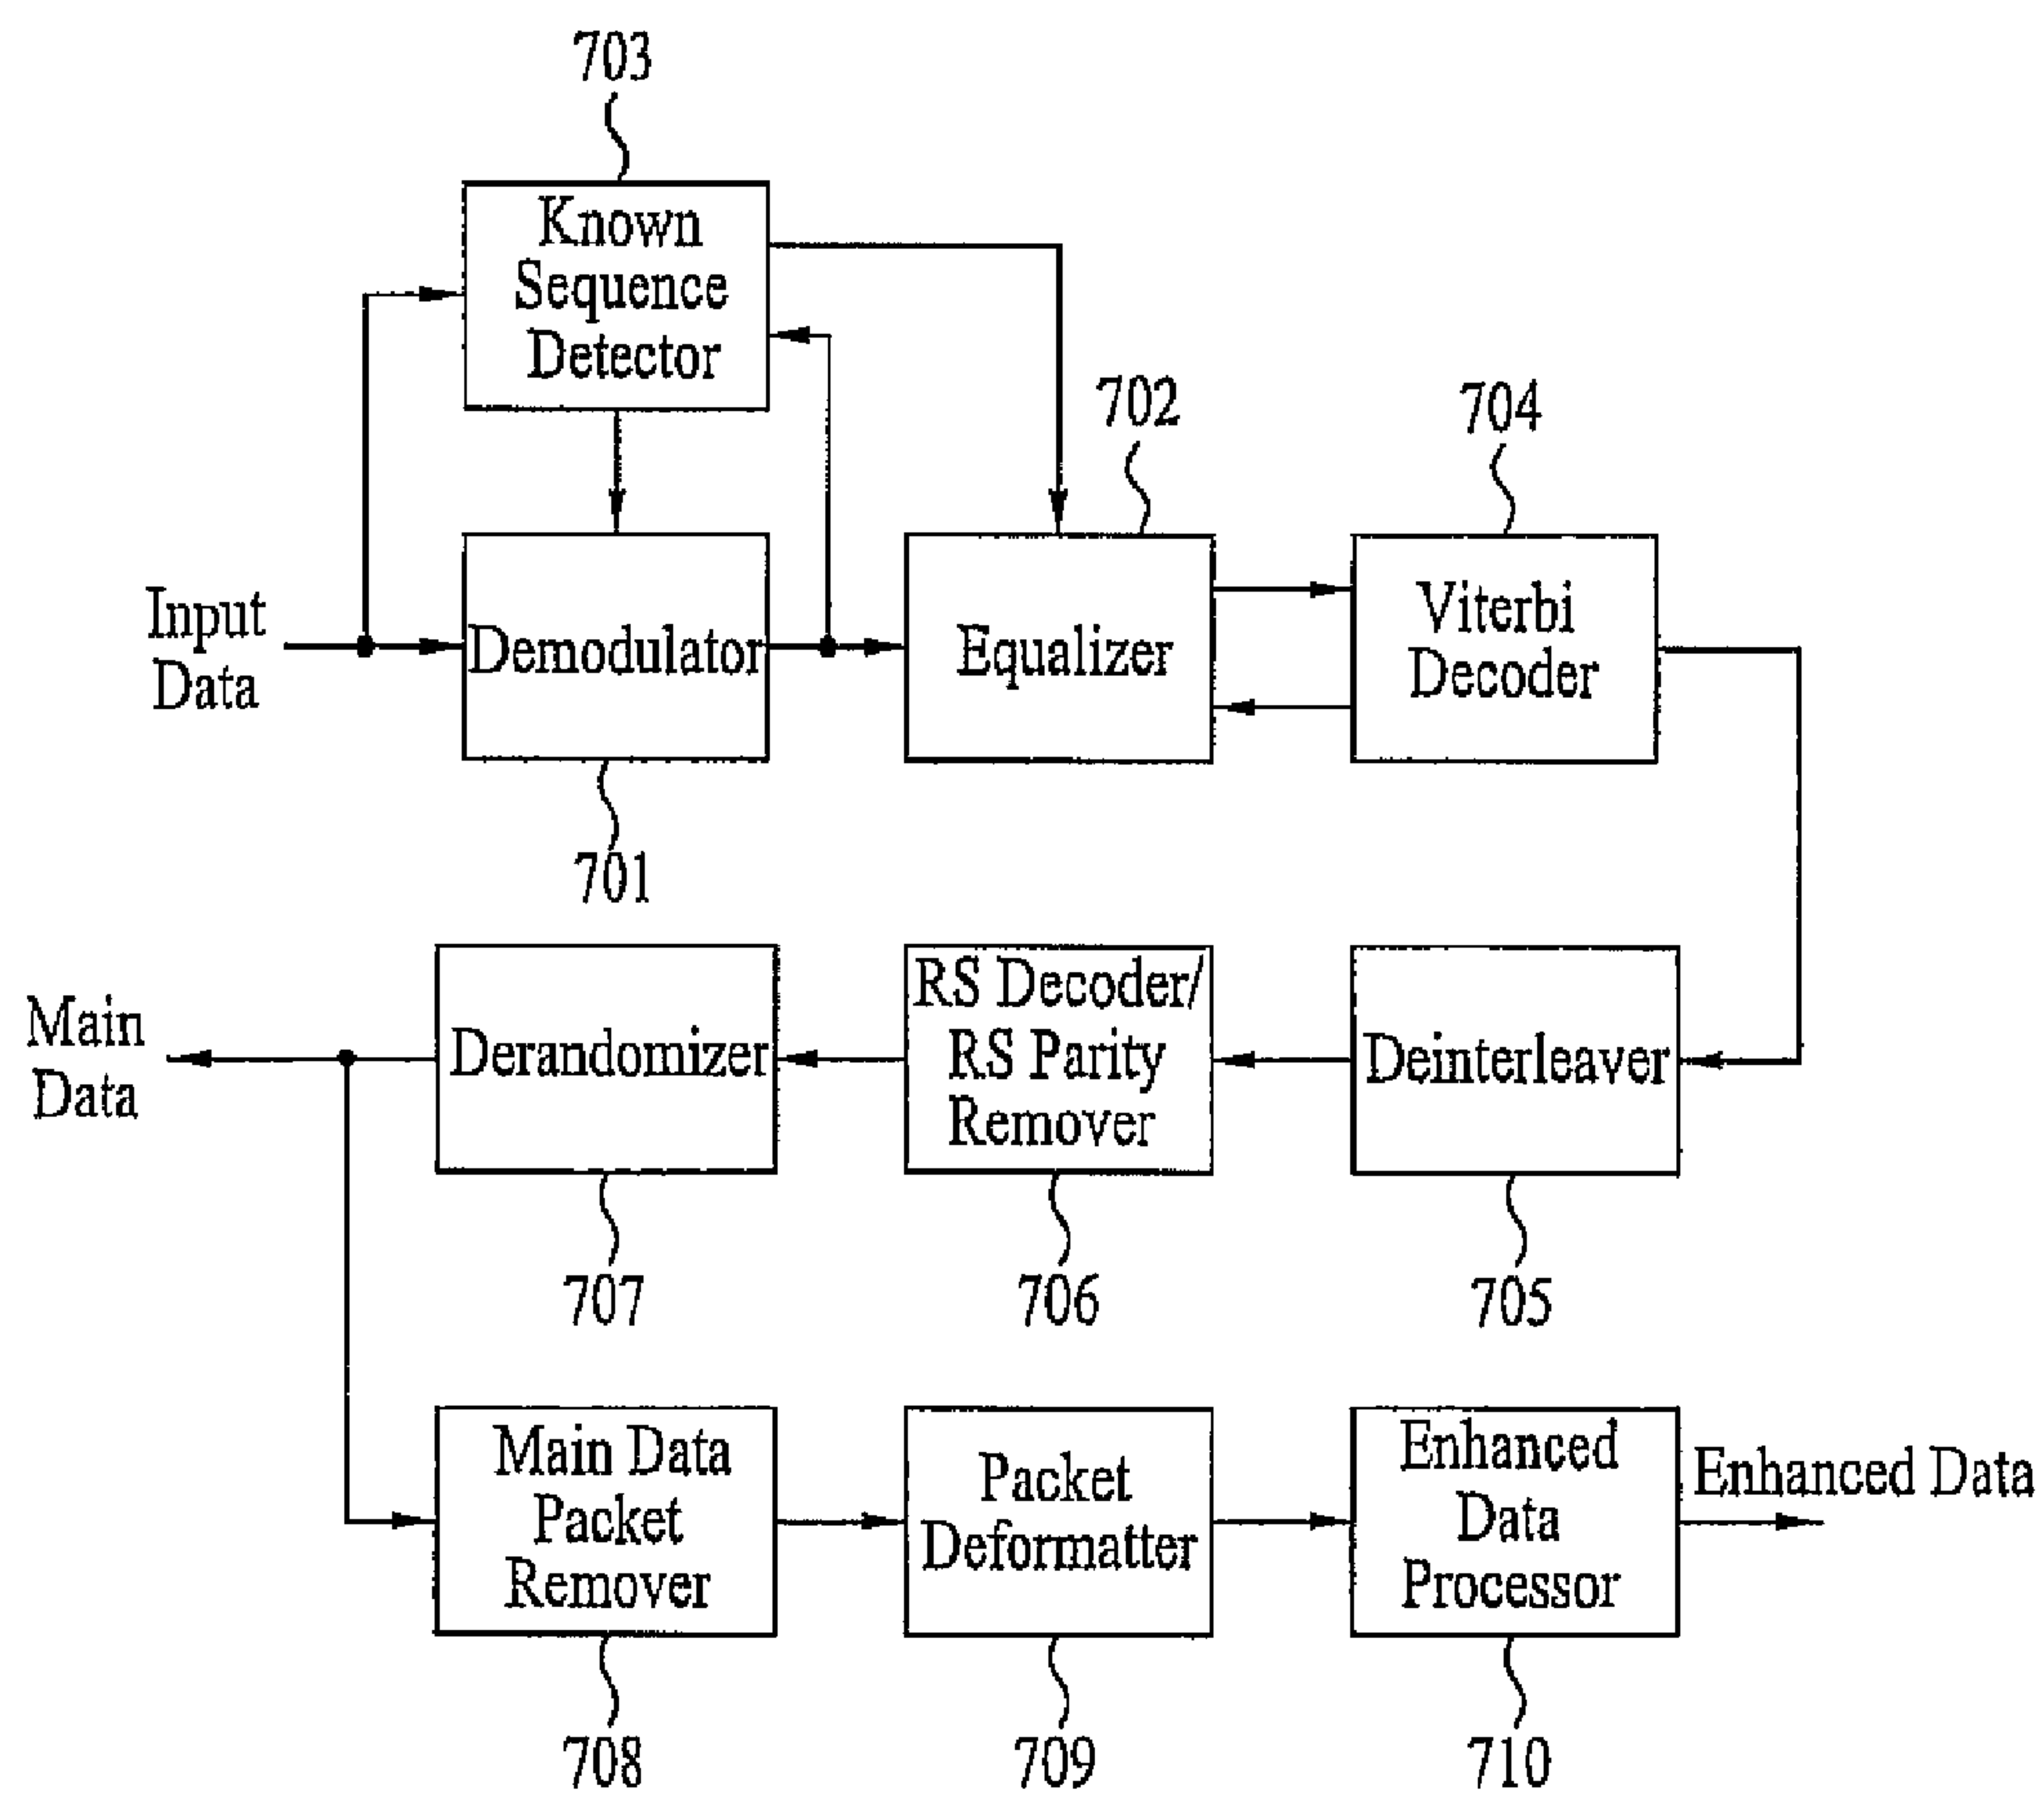 703
Known
Sequence
Detector
702
704
Input
Data
Demodulator
Equalizer
Viterbi
Decoder
701
Main
Data
Derandomizer
RS Decoder/
RS Parity
Remover
Deinterleaver
707
706
705
Main Data
Packet
Remover
Packet
Deformatter
Enhanced
Data
Processor
Enhanced Data
708
709
710